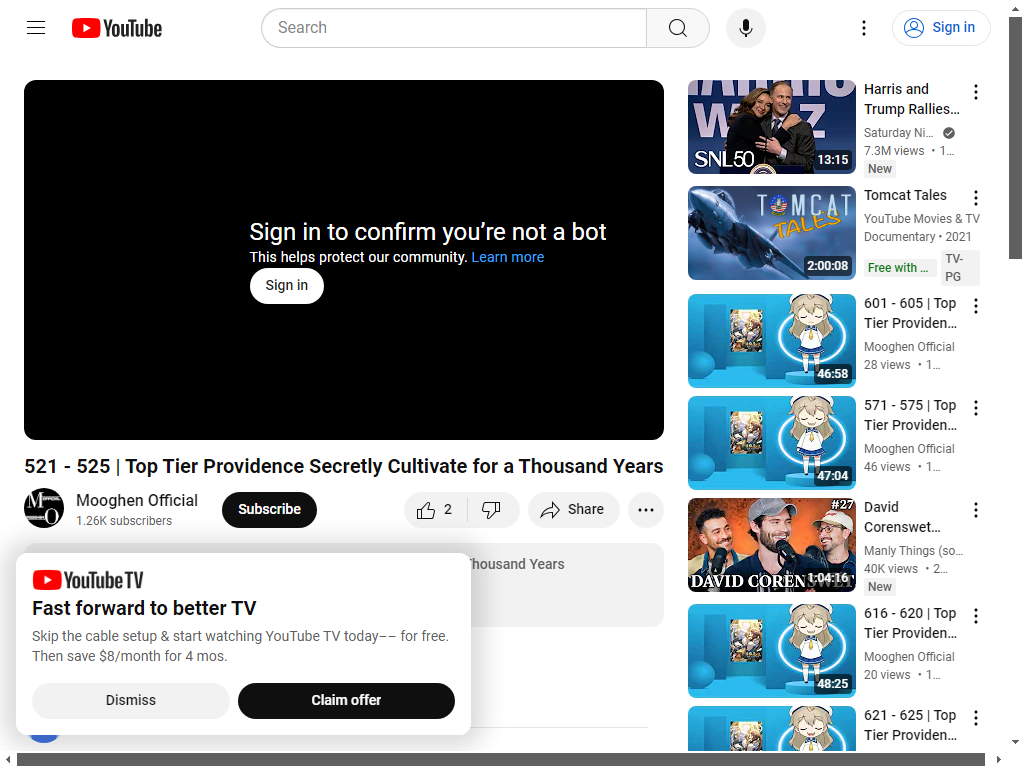 YouTube
Search
Sign in
Sign in to confirm you’re not a bot
This helps protect our community. Learn more
Sign in
521 - 525 | Top Tier Providence Secretly Cultivate for a Thousand Years
Mooghen Official
1.26K subscribers
Subscribe
2
Share
Thousand Years
YouTube TV
Fast forward to better TV
Skip the cable setup & start watching YouTube TV today–– for free.
Then save $8/month for 4 mos.
Dismiss
Claim offer
SNL50
13:15
Harris and
Trump Rallies…
Saturday Ni…
7.3M views • 1…
New
TOMCAT
TALES
2:00:08
Tomcat Tales
YouTube Movies & TV
Documentary • 2021
Free with ...
TV-
PG
46:58
601 - 605 | Top
Tier Providen…
Mooghen Official
28 views • 1…
47:04
571 - 575 | Top
Tier Providen…
Mooghen Official
46 views • 1…
#27
DAVID CORENSWET
1:04:16
David
Corenswet…
Manly Things (so…
40K views • 2…
New
48:25
616 - 620 | Top
Tier Providen…
Mooghen Official
20 views • 1…
621 - 625 | Top
Tier Providen…